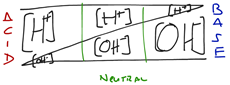 ACID
[H⁺]
[H⁺]
[H⁺]
BASE
[OH⁻]
[OH⁻]
[OH⁻]
NEUTRAL